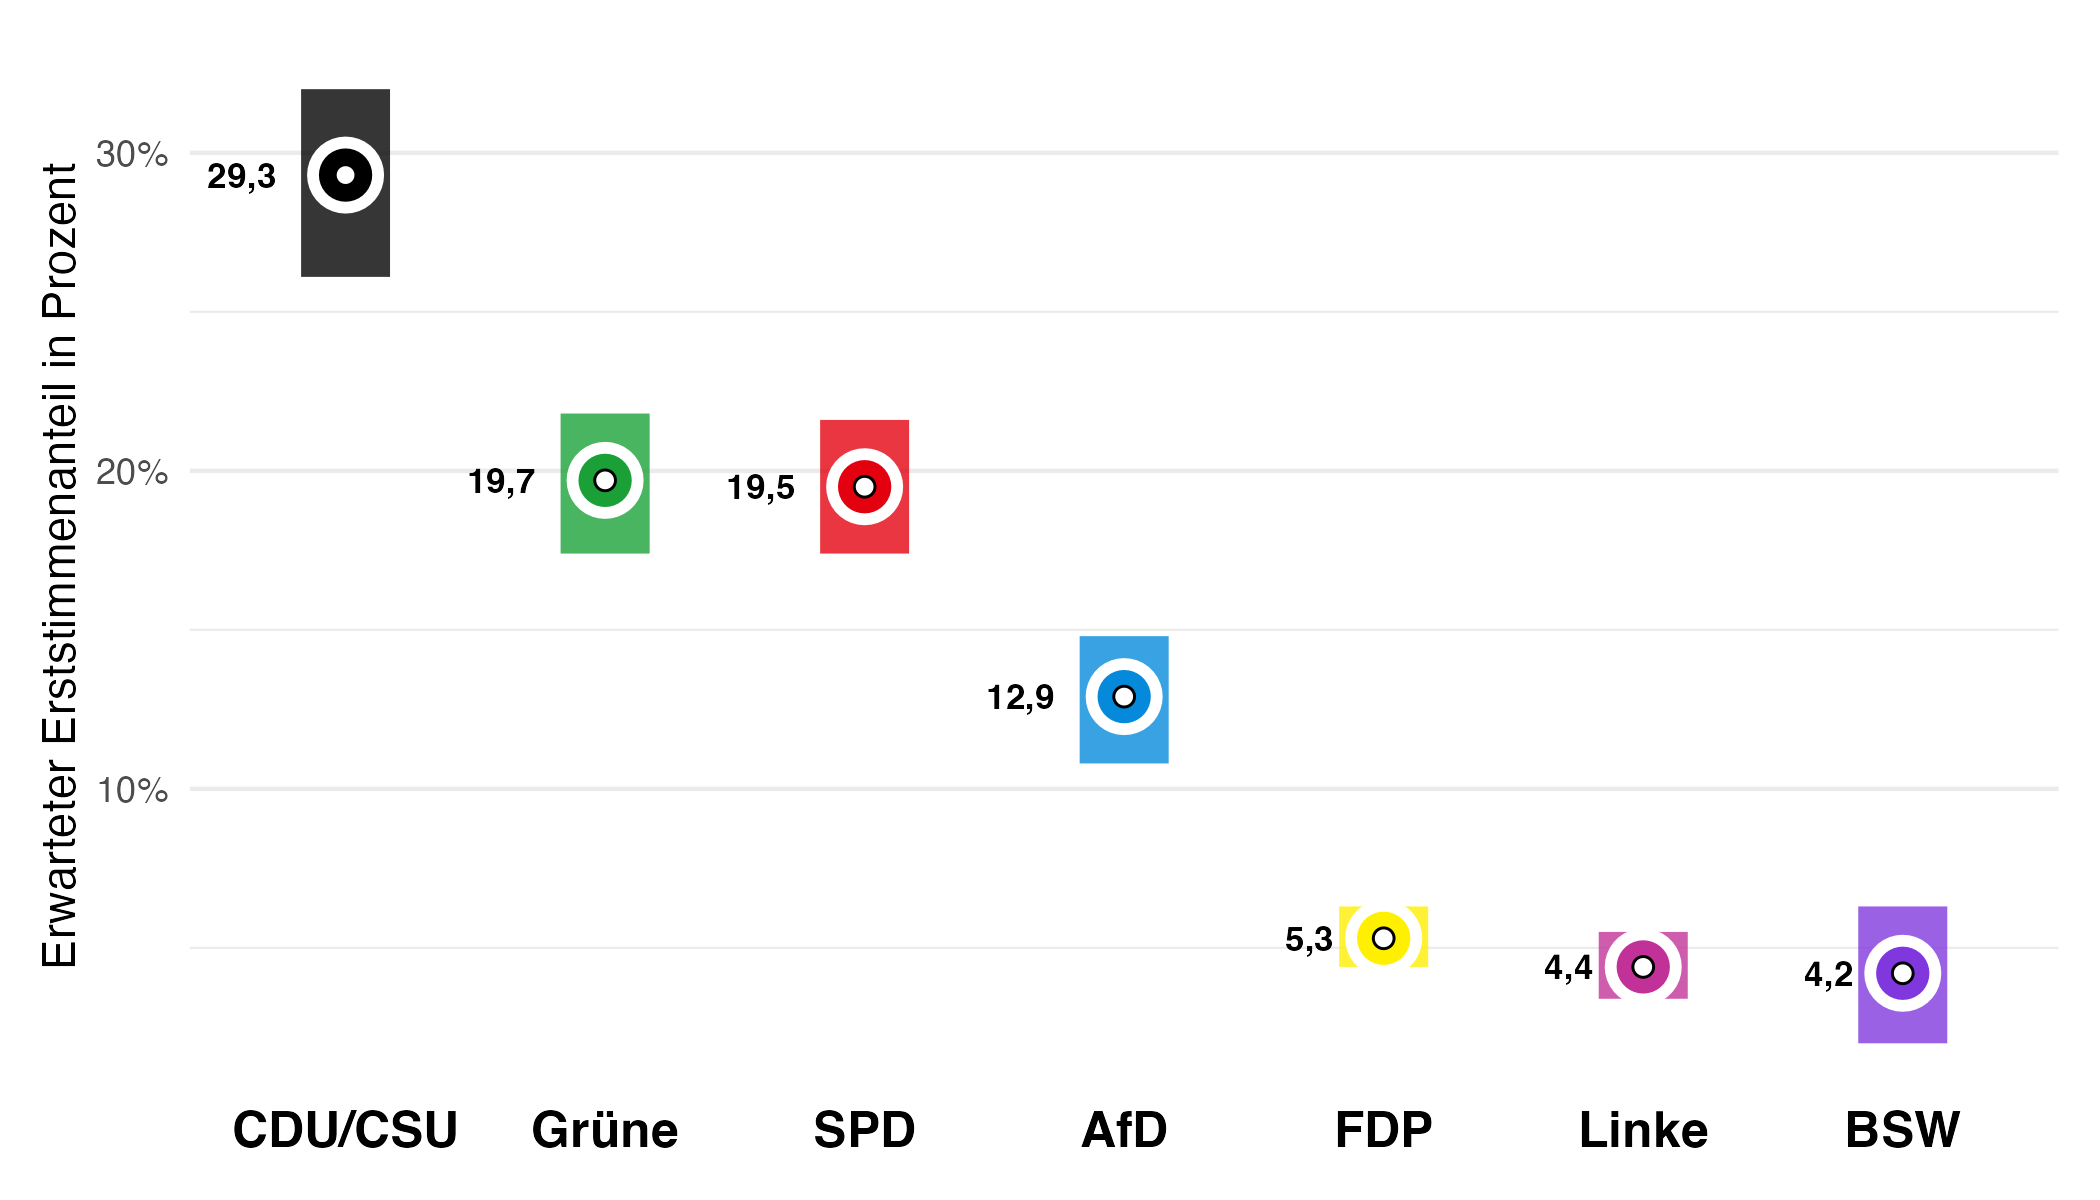 Erwarteter Erststimmenanteil in Prozent
30%
20%
10%
29,3
19,7
19,5
12,9
5,3
4,4
4,2
CDU/CSU
Grüne
SPD
AfD
FDP
Linke
BSW